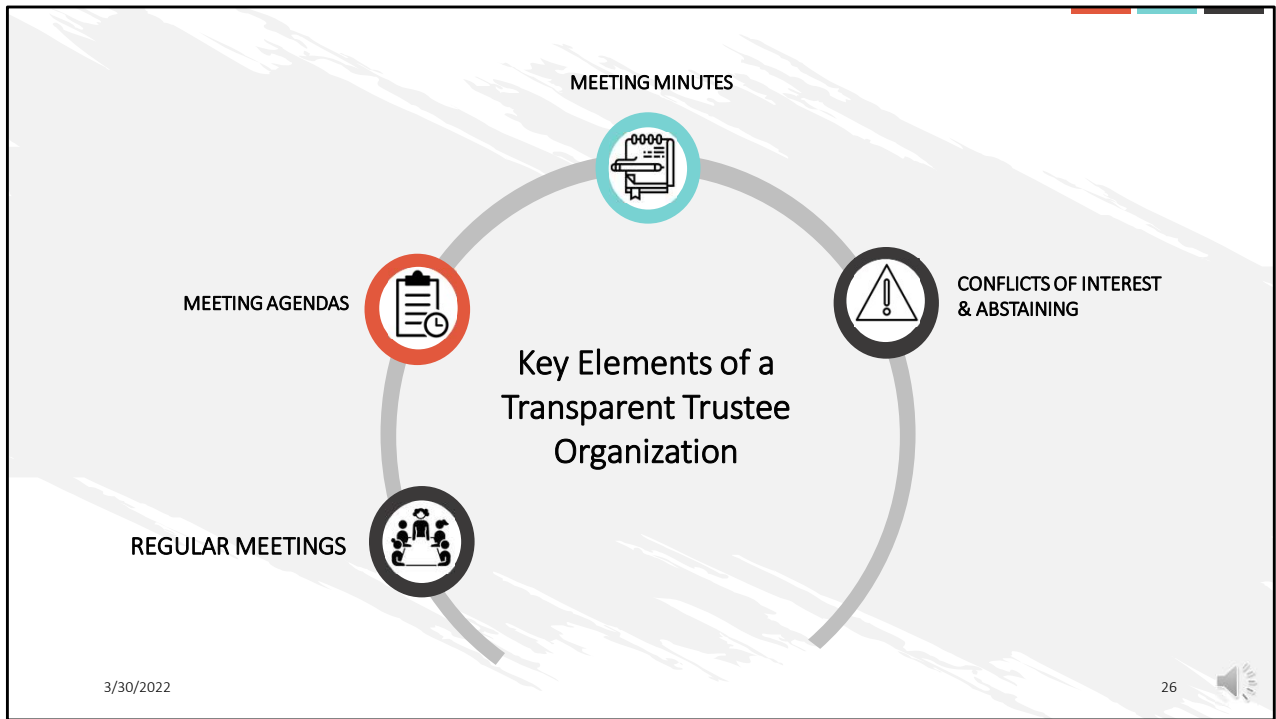 MEETING MINUTES
MEETING AGENDAS
CONFLICTS OF INTEREST
& ABSTAINING
Key Elements of a
Transparent Trustee
Organization
REGULAR MEETINGS
3/30/2022
26